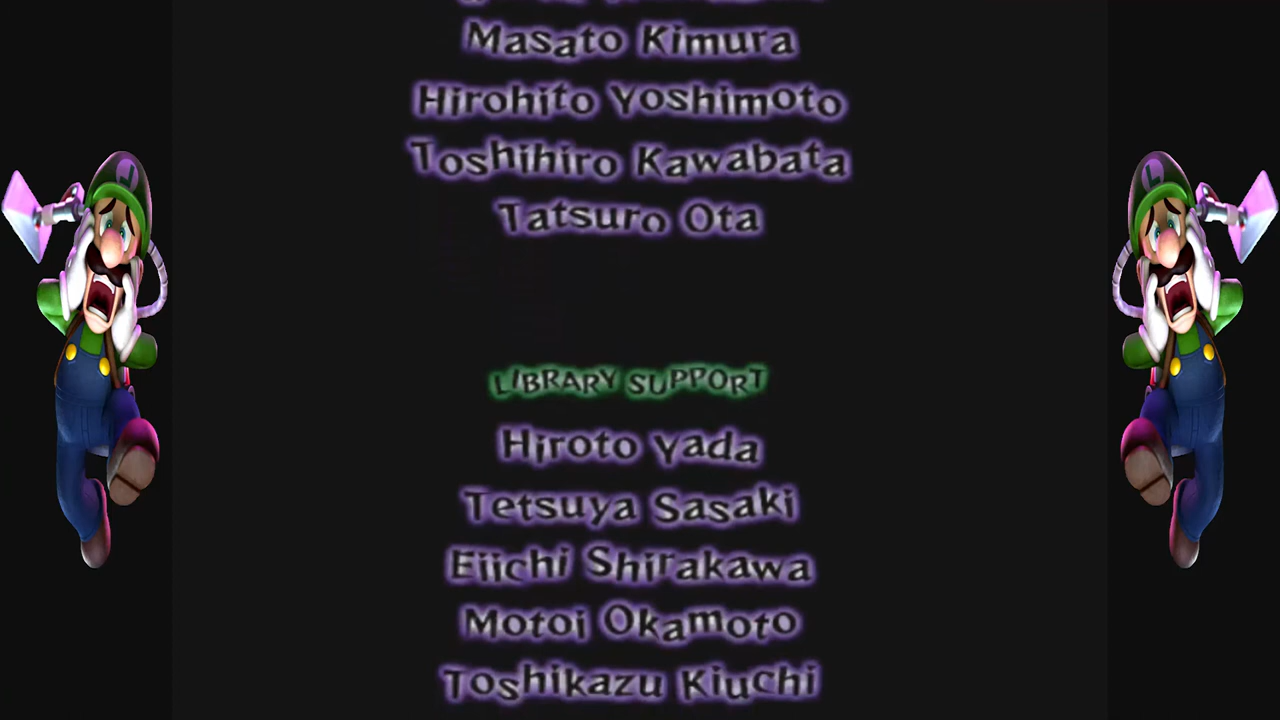 Masato Kimura
Hirohito Yoshimoto
Toshihiro Kawabata
Tatsuro Ota
LIBRARY SUPPORT
Hiroto Yada
Tetsuya Sasaki
Eiichi Shirakawa
Motoi Okamoto
Toshikazu Kiuchi